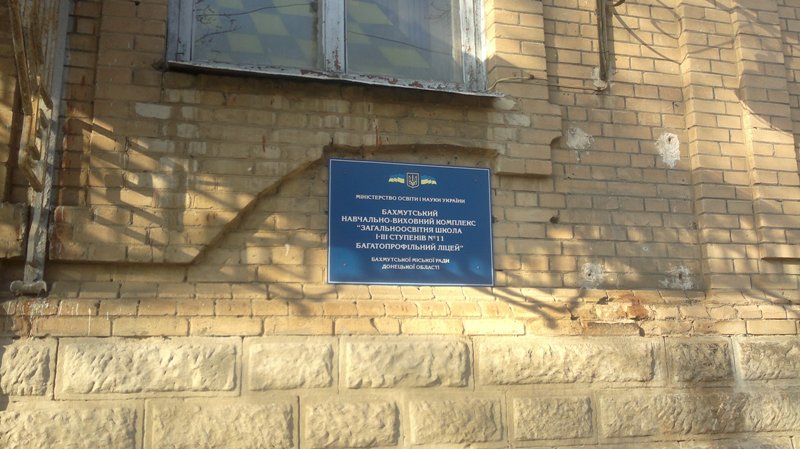 МІНІСТЕРСТВО ОСВІТИ І НАУКИ УКРАЇНИ
БАХМУТСЬКИЙ
НАВЧАЛЬНО-ВИХОВНИЙ КОМПЛЕКС
"ЗАГАЛЬНООСВІТНЯ ШКОЛА
І-ІІІ СТУПЕНІВ №11
БАГАТОПРОФІЛЬНИЙ ЛІЦЕЙ"
БАХМУТСЬКОЇ МІСЬКОЇ РАДИ
ДОНЕЦЬКОЇ ОБЛАСТІ